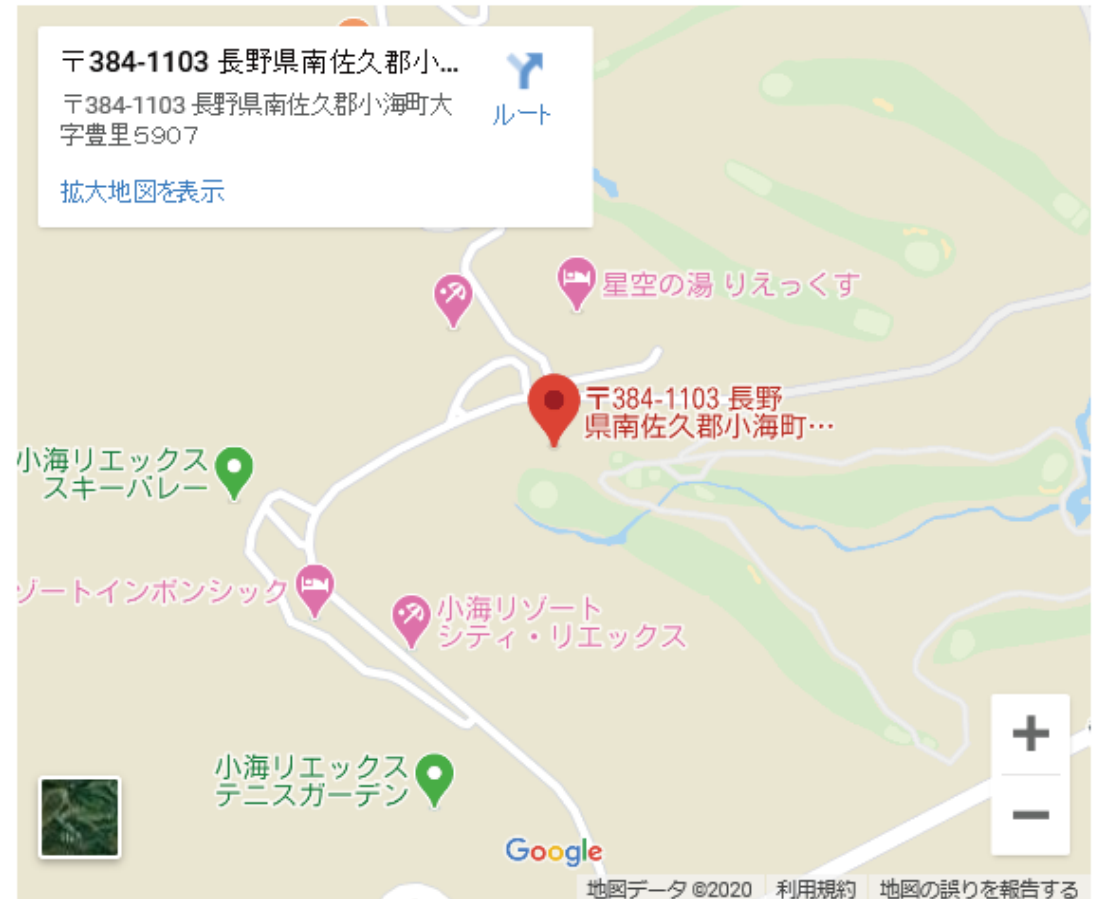 〒384-1103 長野県南佐久郡小...
〒384-1103 長野県南佐久郡小海町大
字豊里5907
ルート
拡大地図を表示
星空の湯 りえっくす
〒384-1103 長野
県南佐久郡小海町…
小海リエックス
スキーバレー
ゾートインボンシック
小海リゾート
シティ・リエックス
小海リエックス
テニスガーデン
Google
地図データ ©2020 利用規約 地図の誤りを報告する